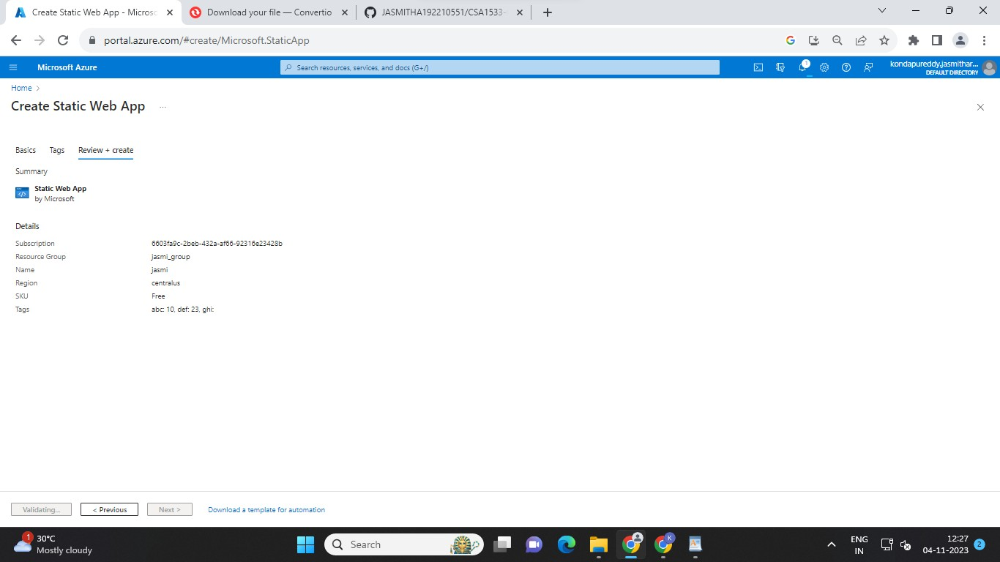 Create Static Web App - Microso
Download your file — Convertio
JASMITHA192210551/CSA1533-
portal.azure.com/#create/Microsoft.StaticApp
Microsoft Azure
Search resources, services, and docs (G+/)
1
kondapureddy.jasmithar...
DEFAULT DIRECTORY
Home >
Create Static Web App ...
Basics Tags Review + create
Summary
Static Web App
by Microsoft
Details
Subscription 6603fa9c-2beb-432a-af66-92316e23428b
Resource Group jasmi_group
Name jasmi
Region centralus
SKU Free
Tags abc: 10, def: 23, ghi:
Validating... < Previous Next > Download a template for automation
1
30°C
Mostly cloudy
Search
K
ENG
IN
12:27
04-11-2023
2